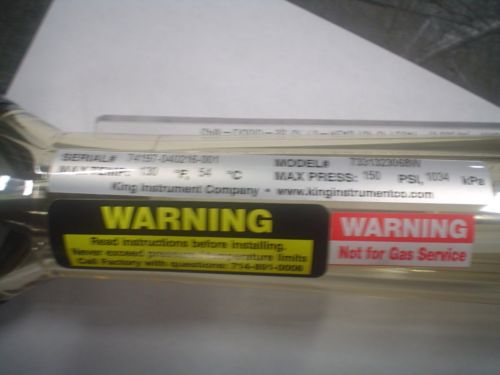 SERIAL# 74197-040216-001 MODEL#
MAX TEMP: 130 °F, 54 °C MAX PRESS: 150 PSI, 1034 kPa
King Instrument Company • www.kinginstrumentco.com
WARNING
Read instructions before installing.
Never exceed pressure/temperature limits
Call Factory with questions: 714-891-0008
WARNING
Not for Gas Service